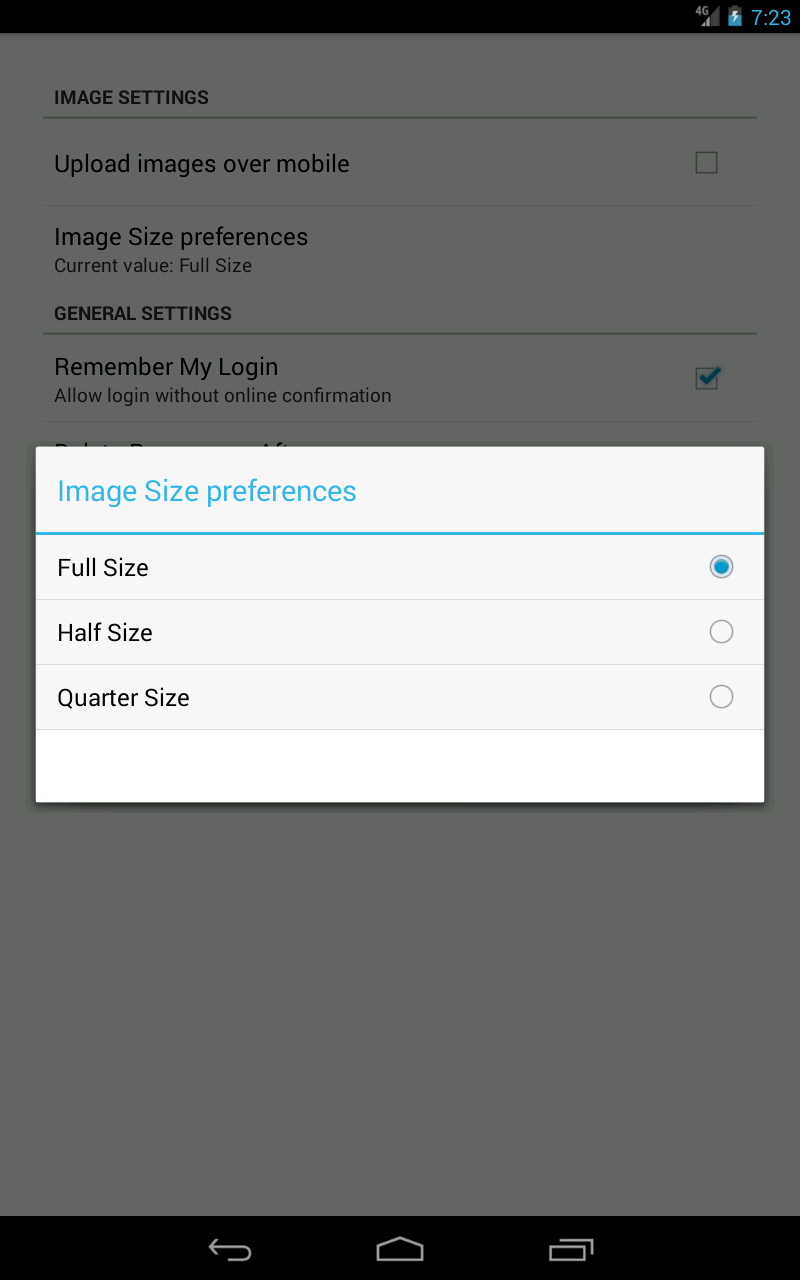 4G 7:23
IMAGE SETTINGS
Upload images over mobile
Image Size preferences
Current value: Full Size
GENERAL SETTINGS
Remember My Login
Allow login without online confirmation
Image Size preferences
Full Size
Half Size
Quarter Size